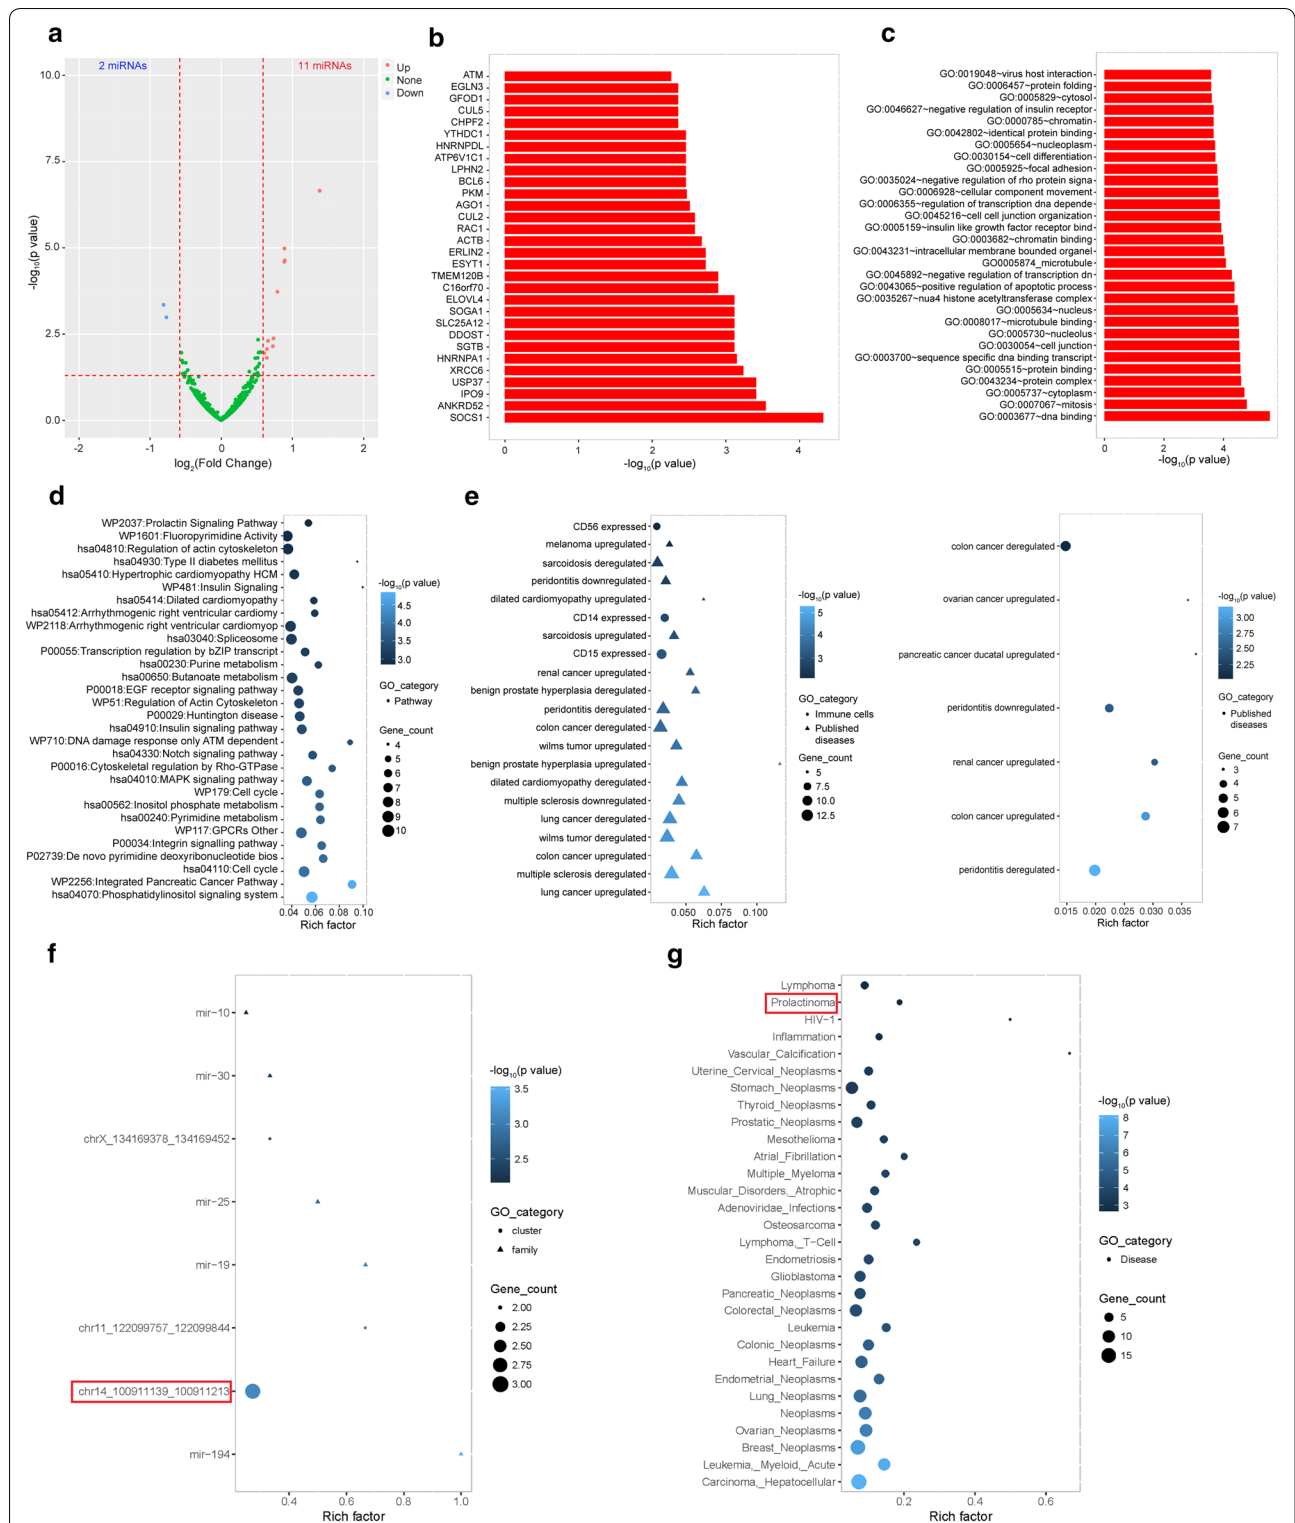 a
2 miRNAs
11 miRNAs
Up
None
Down
10.0
7.5
5.0
2.5
0.0
-log10(p value)
-2
-1
0
1
2
log2(Fold Change)
b
ATM
EGLN3
GFOD1
CUL5
CHPF2
YTHDC1
HNRNPDL
ATP6V1C1
LPHN2
BCL6
PKM
AGO1
CUL2
RAC1
ACTB
ERLIN2
ESYT1
TMEM120B
C16orf70
ELOVL4
SOGA1
SLC25A12
DDOST
SGTB
HNRNPA1
XRCC6
USP37
IPO9
ANKRD52
SOCS1
0
1
2
3
4
-log10(p value)
c
GO:0019048~virus host interaction
GO:0006457~protein folding
GO:0005829~cytosol
GO:0046627~negative regulation of insulin receptor
GO:0000785~chromatin
GO:0042802~identical protein binding
GO:0005654~nucleoplasm
GO:0030154~cell differentiation
GO:0005925~focal adhesion
GO:0035024~negative regulation of rho protein signa
GO:0006928~cellular component movement
GO:0006355~regulation of transcription dna depende
GO:0045216~cell cell junction organization
GO:0005159~insulin like growth factor receptor bind
GO:0003682~chromatin binding
GO:0043231~intracellular membrane bounded organel
GO0005874_microtubule
GO:0045892~negative regulation of transcription dn
GO:0043065~positive regulation of apoptotic process
GO:0035267~nua4 histone acetyltransferase complex
GO:0005634~nucleus
GO:0008017~microtubule binding
GO:0005730~nucleolus
GO:0030054~cell junction
GO:0003700~sequence specific dna binding transcript
GO:0005515~protein binding
GO:0043234~protein complex
GO:0005737~cytoplasm
GO:0007067~mitosis
GO:0003677~dna binding
0
2
4
-log10(p value)
d
WP2037:Prolactin Signaling Pathway
WP1601:Fluoropyrimidine Activity
hsa04810:Regulation of actin cytoskeleton
hsa04930:Type II diabetes mellitus
hsa05410:Hypertrophic cardiomyopathy HCM
WP481:Insulin Signaling
hsa05414:Dilated cardiomyopathy
hsa05412:Arrhythmogenic right ventricular cardiomy
WP2118:Arrhythmogenic right ventricular cardiomyop
hsa03040:Spliceosome
P00055:Transcription regulation by bZIP transcript
hsa00230:Purine metabolism
hsa00650:Butanoate metabolism
P00018:EGF receptor signaling pathway
WP51:Regulation of Actin Cytoskeleton
P00029:Huntington disease
hsa04910:Insulin signaling pathway
WP710:DNA damage response only ATM dependent
hsa04330:Notch signaling pathway
P00016:Cytoskeletal regulation by Rho-GTPase
hsa04010:MAPK signaling pathway
WP179:Cell cycle
hsa00562:Inositol phosphate metabolism
hsa00240:Pyrimidine metabolism
WP117:GPCRs Other
P00034:Integrin signalling pathway
P02739:De novo pyrimidine deoxyribonucleotide bios
hsa04110:Cell cycle
WP2256:Integrated Pancreatic Cancer Pathway
hsa04070:Phosphatidylinositol signaling system
0.04
0.06
0.08
0.10
Rich factor
-log10(p value)
4.5
4.0
3.5
3.0
GO_category
Pathway
Gene_count
4
5
6
7
8
9
10
e
CD56 expressed
melanoma upregulated
sarcoidosis deregulated
peridontitis downregulated
dilated cardiomyopathy upregulated
CD14 expressed
sarcoidosis upregulated
CD15 expressed
renal cancer upregulated
benign prostate hyperplasia deregulated
peridontitis deregulated
colon cancer deregulated
wilms tumor upregulated
benign prostate hyperplasia upregulated
dilated cardiomyopathy deregulated
multiple sclerosis downregulated
lung cancer deregulated
wilms tumor deregulated
colon cancer upregulated
multiple sclerosis deregulated
lung cancer upregulated
0.050
0.075
0.100
Rich factor
-log10(p value)
5
4
3
GO_category
Immune cells
Published
diseases
Gene_count
5
7.5
10.0
12.5
colon cancer deregulated
ovarian cancer upregulated
pancreatic cancer ducatal upregulated
peridontitis downregulated
renal cancer upregulated
colon cancer upregulated
peridontitis deregulated
0.015
0.020
0.025
0.030
0.035
Rich factor
-log10(p value)
3.00
2.75
2.50
2.25
GO_category
Published
diseases
Gene_count
3
4
5
6
7
f
mir-10
mir-30
chrX_134169378_134169452
mir-25
mir-19
chr11_122099757_122099844
chr14_100911139_100911213
mir-194
0.4
0.6
0.8
1.0
Rich factor
-log10(p value)
3.5
3.0
2.5
GO_category
cluster
family
Gene_count
2.00
2.25
2.50
2.75
3.00
g
Lymphoma
Prolactinoma
HIV-1
Inflammation
Vascular_Calcification
Uterine_Cervical_Neoplasms
Stomach_Neoplasms
Thyroid_Neoplasms
Prostatic_Neoplasms
Mesothelioma
Atrial_Fibrillation
Multiple_Myeloma
Muscular_Disorders,_Atrophic
Adenoviridae_Infections
Osteosarcoma
Lymphoma,_T-Cell
Endometriosis
Glioblastoma
Pancreatic_Neoplasms
Colorectal_Neoplasms
Leukemia
Colonic_Neoplasms
Heart_Failure
Endometrial_Neoplasms
Lung_Neoplasms
Neoplasms
Ovarian_Neoplasms
Breast_Neoplasms
Leukemia,_Myeloid,_Acute
Carcinoma,_Hepatocellular
0.2
0.4
0.6
Rich factor
-log10(p value)
8
7
6
5
4
3
GO_category
Disease
Gene_count
5
10
15